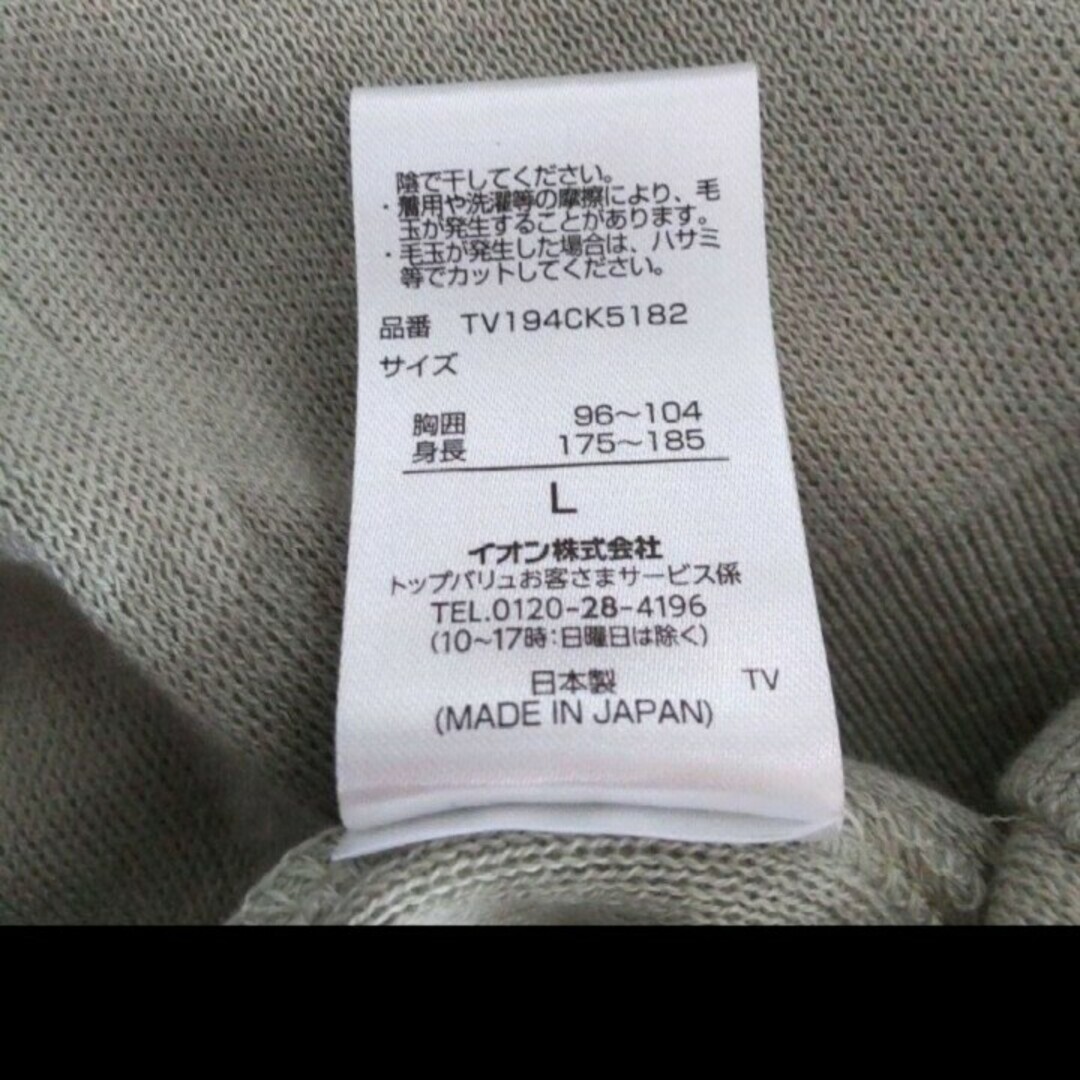 陰で干してください。
・着用や洗濯等の摩擦により、毛
玉が発生することがあります。
・毛玉が発生した場合は、ハサミ
等でカットしてください。
品番 TV194CK5182
サイズ
胸囲 96～104
身長 175～185
L
イオン株式会社
トップバリュお客さまサービス係
TEL.0120-28-4196
(10～17時:日曜日は除く)
日本製 TV
(MADE IN JAPAN)